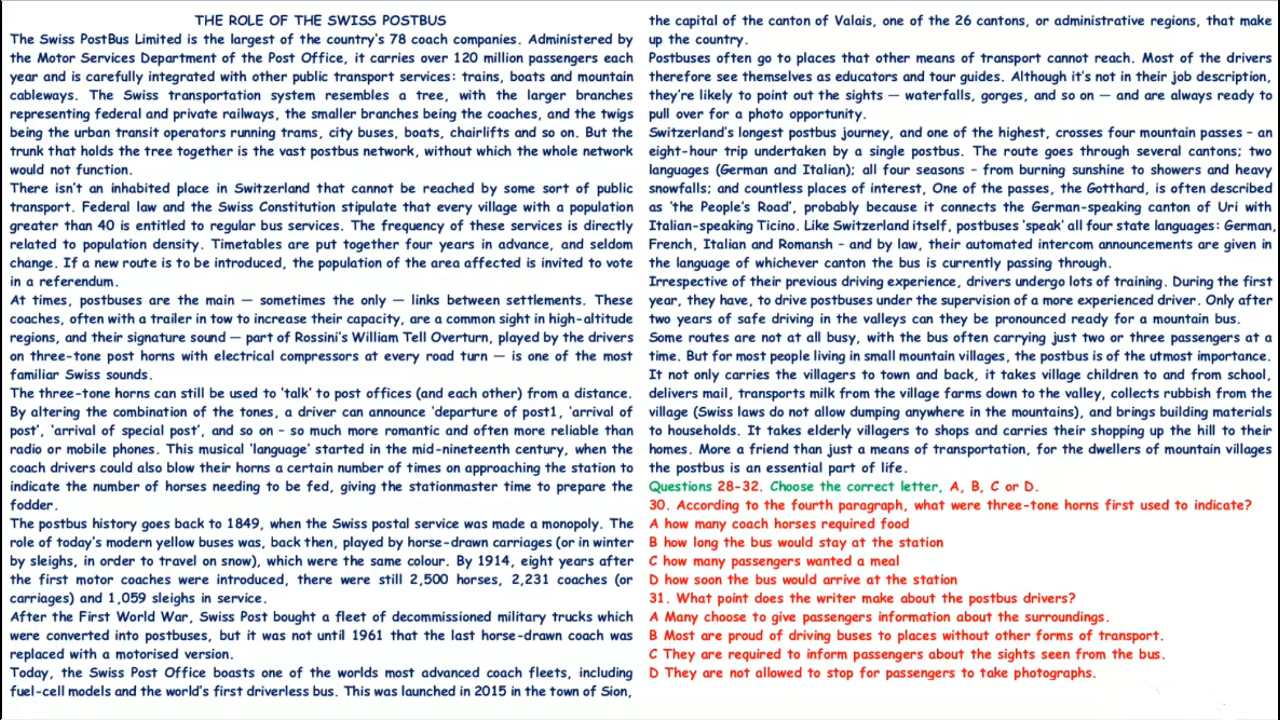 THE ROLE OF THE SWISS POSTBUS
The Swiss PostBus Limited is the largest of the country's 78 coach companies. Administered by
the Motor Services Department of the Post Office, it carries over 120 million passengers each
year and is carefully integrated with other public transport services: trains, boats and mountain
cableways. The Swiss transportation system resembles a tree, with the larger branches
representing federal and private railways, the smaller branches being the coaches, and the twigs
being the urban transit operators running trams, city buses, boats, chairlifts and so on. But the
trunk that holds the tree together is the vast postbus network, without which the whole network
would not function.
There isn't an inhabited place in Switzerland that cannot be reached by some sort of public
transport. Federal law and the Swiss Constitution stipulate that every village with a population
greater than 40 is entitled to regular bus services. The frequency of these services is directly
related to population density. Timetables are put together four years in advance, and seldom
change. If a new route is to be introduced, the population of the area affected is invited to vote
in a referendum.
At times, postbuses are the main — sometimes the only — links between settlements. These
coaches, often with a trailer in tow to increase their capacity, are a common sight in high-altitude
regions, and their signature sound — part of Rossini's William Tell Overturn, played by the drivers
on three-tone post horns with electrical compressors at every road turn — is one of the most
familiar Swiss sounds.
The three-tone horns can still be used to 'talk' to post offices (and each other) from a distance.
By altering the combination of the tones, a driver can announce 'departure of post1, 'arrival of
post', 'arrival of special post', and so on – so much more romantic and often more reliable than
radio or mobile phones. This musical 'language' started in the mid-nineteenth century, when the
coach drivers could also blow their horns a certain number of times on approaching the station to
indicate the number of horses needing to be fed, giving the stationmaster time to prepare the
fodder.
The postbus history goes back to 1849, when the Swiss postal service was made a monopoly. The
role of today's modern yellow buses was, back then, played by horse-drawn carriages (or in winter
by sleighs, in order to travel on snow), which were the same colour. By 1914, eight years after
the first motor coaches were introduced, there were still 2,500 horses, 2,231 coaches (or
carriages) and 1,059 sleighs in service.
After the First World War, Swiss Post bought a fleet of decommissioned military trucks which
were converted into postbuses, but it was not until 1961 that the last horse-drawn coach was
replaced with a motorised version.
Today, the Swiss Post Office boasts one of the worlds most advanced coach fleets, including
fuel-cell models and the world's first driverless bus. This was launched in 2015 in the town of Sion,
the capital of the canton of Valais, one of the 26 cantons, or administrative regions, that make
up the country.
Postbuses often go to places that other means of transport cannot reach. Most of the drivers
therefore see themselves as educators and tour guides. Although it's not in their job description,
they're likely to point out the sights — waterfalls, gorges, and so on — and are always ready to
pull over for a photo opportunity.
Switzerland's longest postbus journey, and one of the highest, crosses four mountain passes – an
eight-hour trip undertaken by a single postbus. The route goes through several cantons; two
languages (German and Italian); all four seasons – from burning sunshine to showers and heavy
snowfalls; and countless places of interest, One of the passes, the Gotthard, is often described
as 'the People's Road', probably because it connects the German-speaking canton of Uri with
Italian-speaking Ticino. Like Switzerland itself, postbuses 'speak' all four state languages: German,
French, Italian and Romansh – and by law, their automated intercom announcements are given in
the language of whichever canton the bus is currently passing through.
Irrespective of their previous driving experience, drivers undergo lots of training. During the first
year, they have, to drive postbuses under the supervision of a more experienced driver. Only after
two years of safe driving in the valleys can they be pronounced ready for a mountain bus.
Some routes are not at all busy, with the bus often carrying just two or three passengers at a
time. But for most people living in small mountain villages, the postbus is of the utmost importance.
It not only carries the villagers to town and back, it takes village children to and from school,
delivers mail, transports milk from the village farms down to the valley, collects rubbish from the
village (Swiss laws do not allow dumping anywhere in the mountains), and brings building materials
to households. It takes elderly villagers to shops and carries their shopping up the hill to their
homes. More a friend than just a means of transportation, for the dwellers of mountain villages
the postbus is an essential part of life.
Questions 28-32. Choose the correct letter, A, B, C or D.
30. According to the fourth paragraph, what were three-tone horns first used to indicate?
A how many coach horses required food
B how long the bus would stay at the station
C how many passengers wanted a meal
D how soon the bus would arrive at the station
31. What point does the writer make about the postbus drivers?
A Many choose to give passengers information about the surroundings.
B Most are proud of driving buses to places without other forms of transport.
C They are required to inform passengers about the sights seen from the bus.
D They are not allowed to stop for passengers to take photographs.